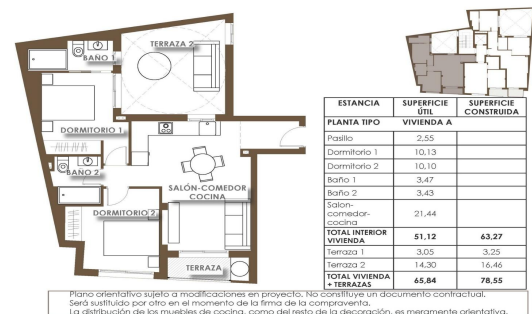 BAÑO 1
TERRAZA 2
DORMITORIO 1
BAÑO 2
SALÓN-COMEDOR
COCINA
DORMITORIO 2
TERRAZA
ESTANCIA SUPERFICIE ÚTIL SUPERFICIE CONSTRUIDA
PLANTA TIPO VIVIENDA A
Pasillo 2,55
Dormitorio 1 10,13
Dormitorio 2 10,10
Baño 1 3,47
Baño 2 3,43
Salon-
comedor-
cocina 21,44
TOTAL INTERIOR
VIVIENDA 51,12 63,27
Terraza 1 3,05 3,25
Terraza 2 14,30 16,46
TOTAL VIVIENDA
+ TERRAZAS 65,84 78,55
Plano orientativo sujeto a modificaciones en proyecto. No constituye un documento contractual.
Será sustituido por otro en el momento de la firma de la compraventa.
La distribución de los muebles de cocina, como del resto de la decoración, es meramente orientativa.